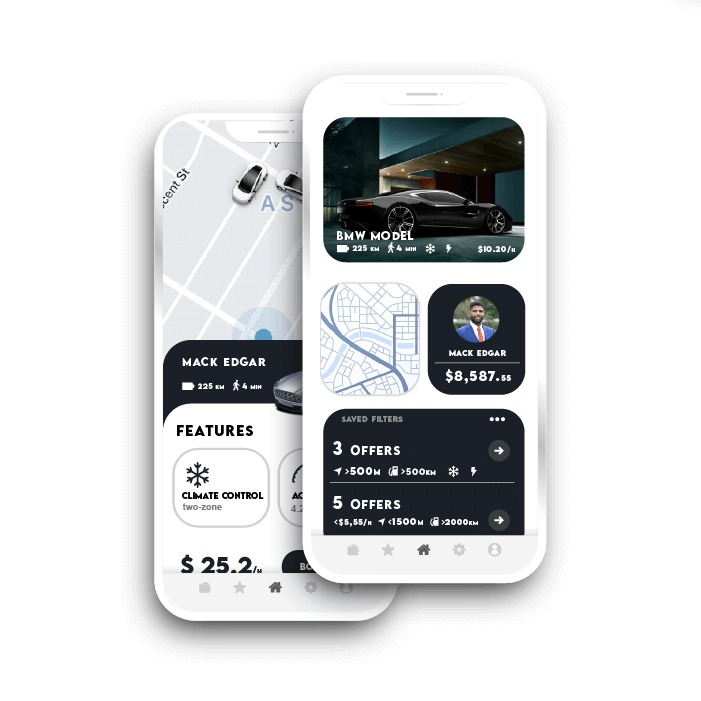 cent St
A S
MACK EDGAR
225 KM 4 MIN
FEATURES
CLIMATE CONTROL
two-zone
AC
4.2
$ 25.2/H
BO
BMW MODEL
225 KM 4 MIN $10.20/H
MACK EDGAR
$8,587.55
SAVED FILTERS
3 OFFERS
>500M >500KM
5 OFFERS
<$5,55/H <1500M >2000KM